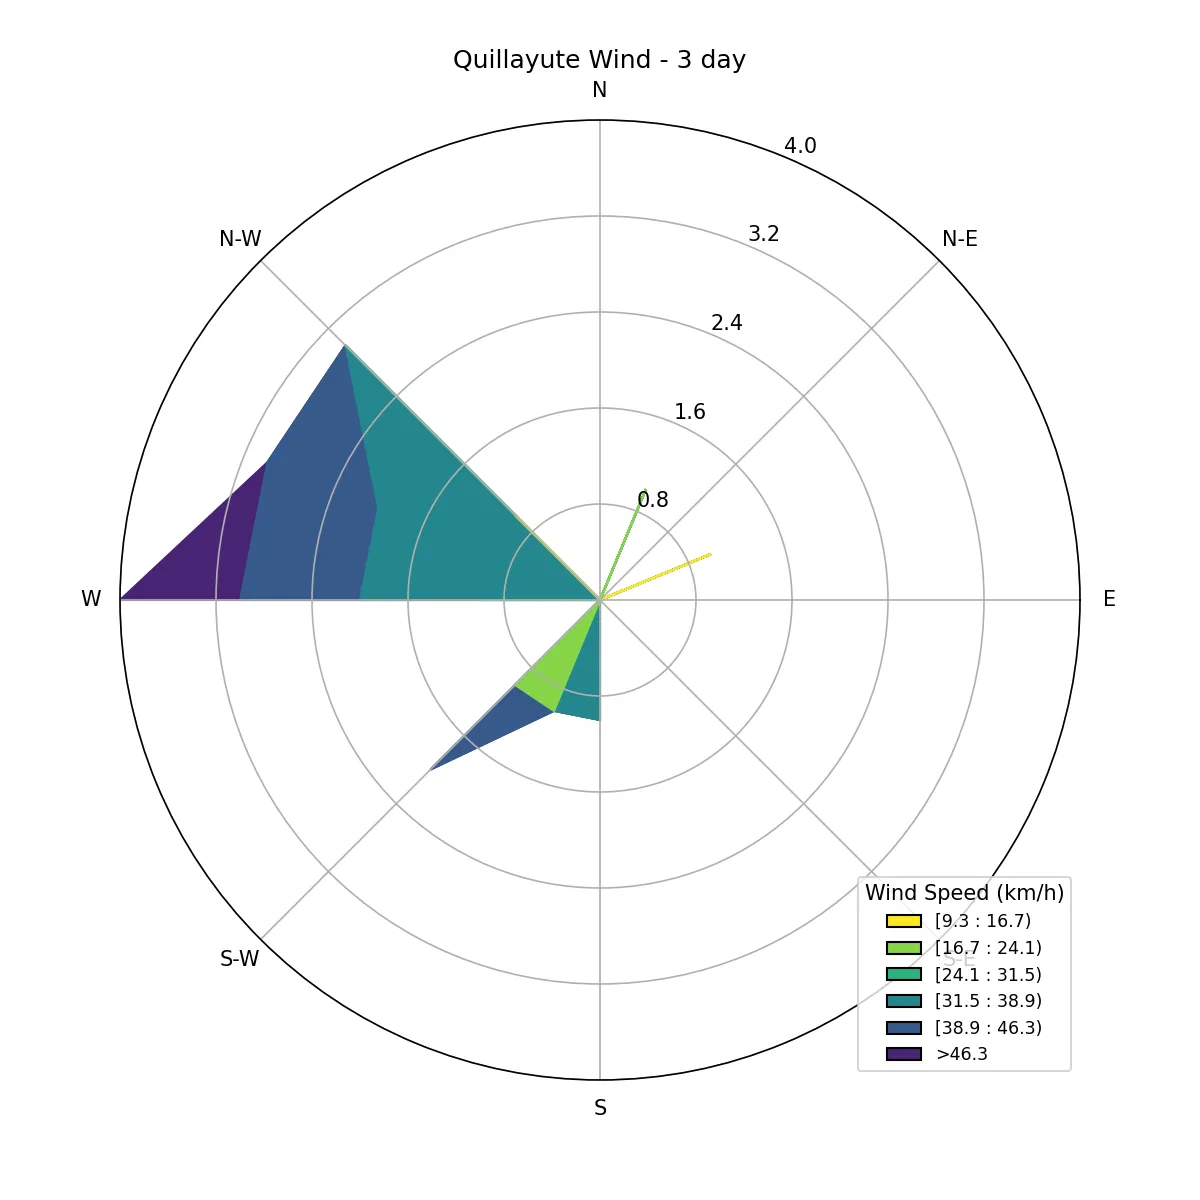 Quillayute Wind - 3 day
N
4.0
N-W
N-E
3.2
2.4
1.6
0.8
W
E
S-W
S-E
S
Wind Speed (km/h)
[9.3 : 16.7)
[16.7 : 24.1)
[24.1 : 31.5)
[31.5 : 38.9)
[38.9 : 46.3)
>46.3